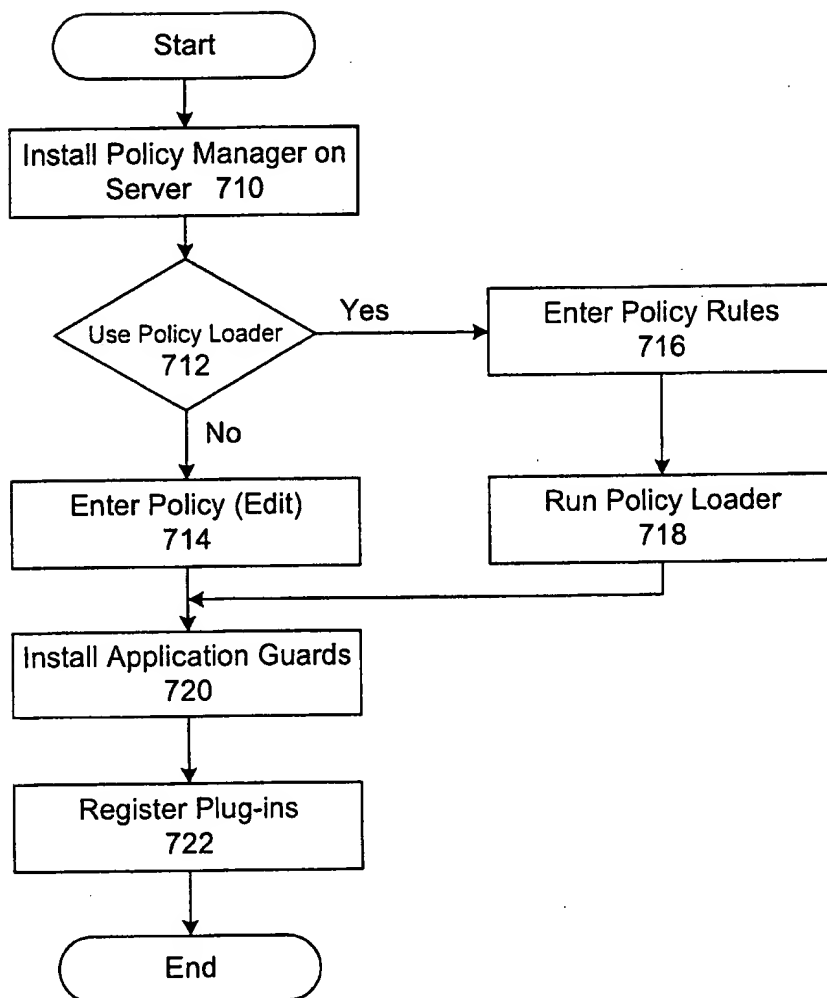 Start
Install Policy Manager on
Server 710
Use Policy Loader
712
Yes
No
Enter Policy Rules
716
Enter Policy (Edit)
714
Run Policy Loader
718
Install Application Guards
720
Register Plug-ins
722
End